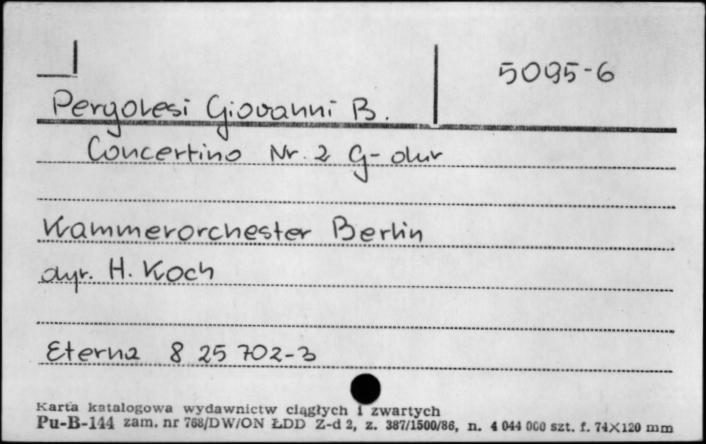 5095-6
Pergolesi Giovanni B.
Concertino Nr. 2 G-dur
Kammerorchester Berlin
dyr. H. Koch
Eterna 8 25 702-3
Karta katalogowa wydawnictw ciągłych i zwartych
Pu-B-144 zam. nr 768/DW/ON ŁDD Z-d 2, z. 387/1500/86, n. 4 044 000 szt. f. 74×120 mm